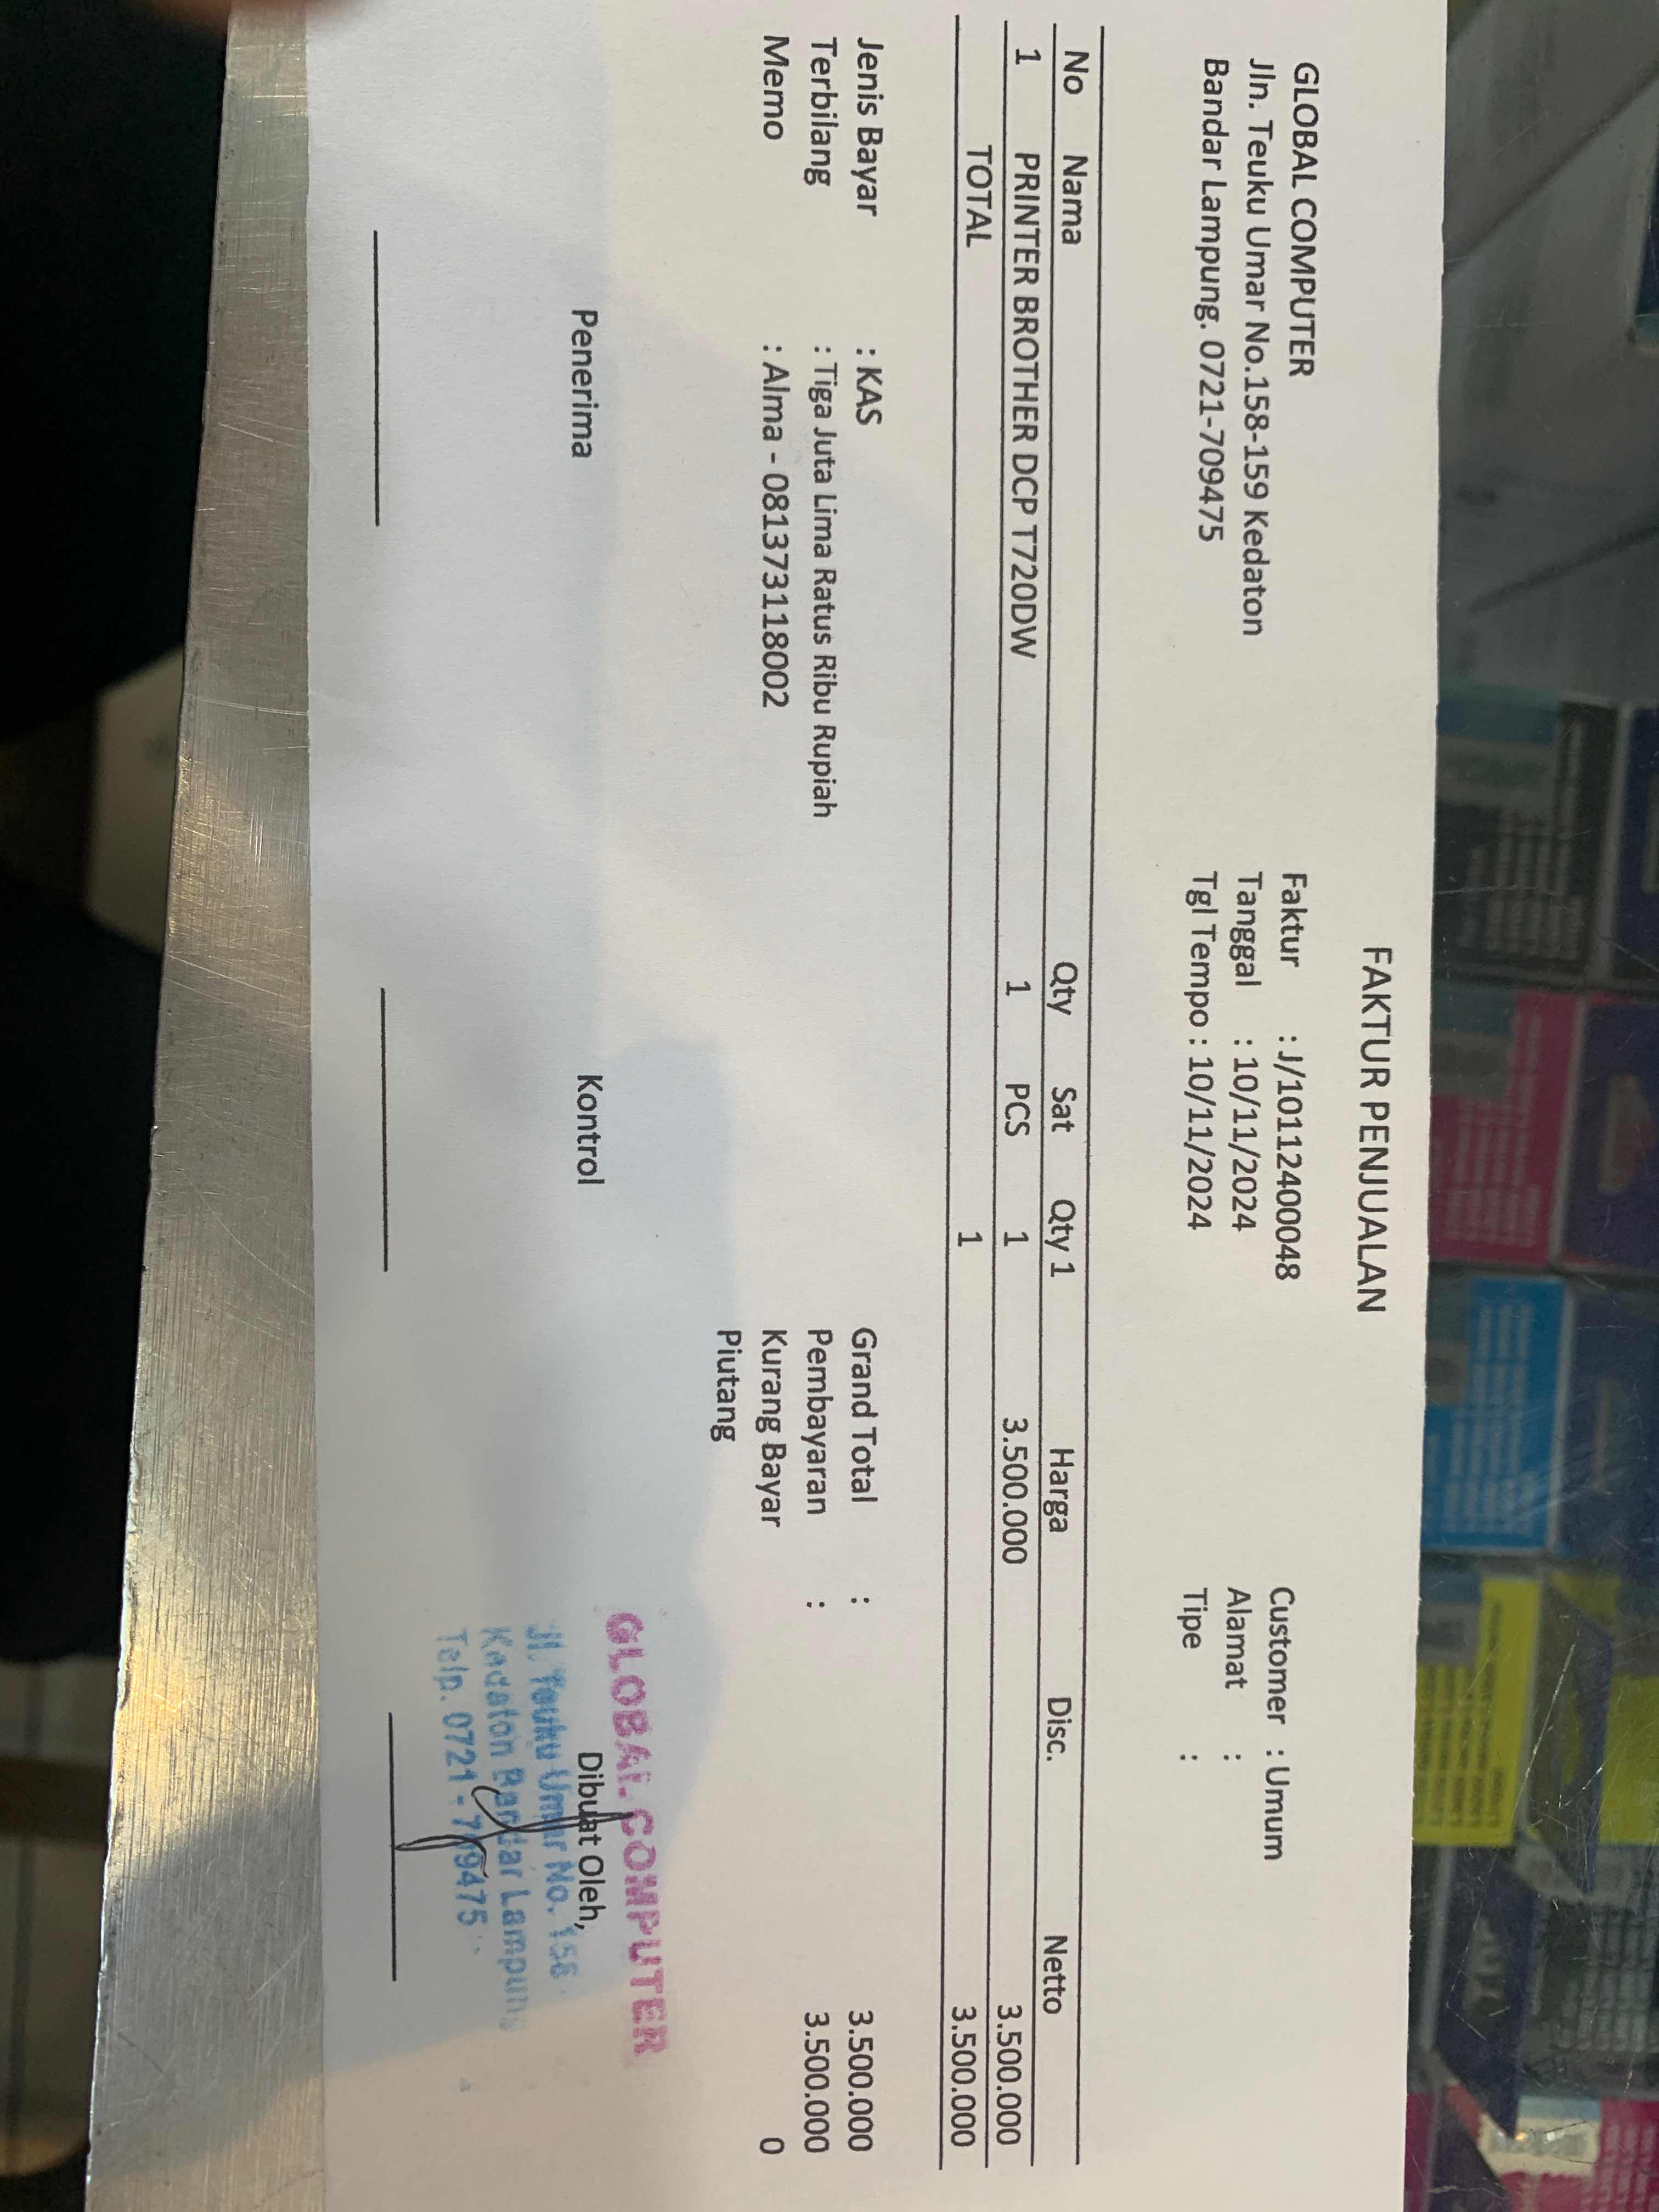 FAKTUR PENJUALAN
GLOBAL COMPUTER
Jln. Teuku Umar No.158-159 Kedaton
Bandar Lampung. 0721-709475
Faktur : J/10112400048
Tanggal : 10/11/2024
Tgl Tempo : 10/11/2024
Customer : Umum
Alamat :
Tipe :
No Nama Qty Sat Qty 1 Harga Disc. Netto
1 PRINTER BROTHER DCP T720DW 1 PCS 1 3.500.000 3.500.000
TOTAL 1 3.500.000
Jenis Bayar : KAS
Terbilang : Tiga Juta Lima Ratus Ribu Rupiah
Memo : Alma - 081373118002
Grand Total : 3.500.000
Pembayaran : 3.500.000
Kurang Bayar 0
Piutang
Penerima
Kontrol
Dibuat Oleh,
GLOBAL COMPUTER
Jl. Teuku Umar No. 158
Kedaton Bandar Lampung
Telp. 0721 - 709475